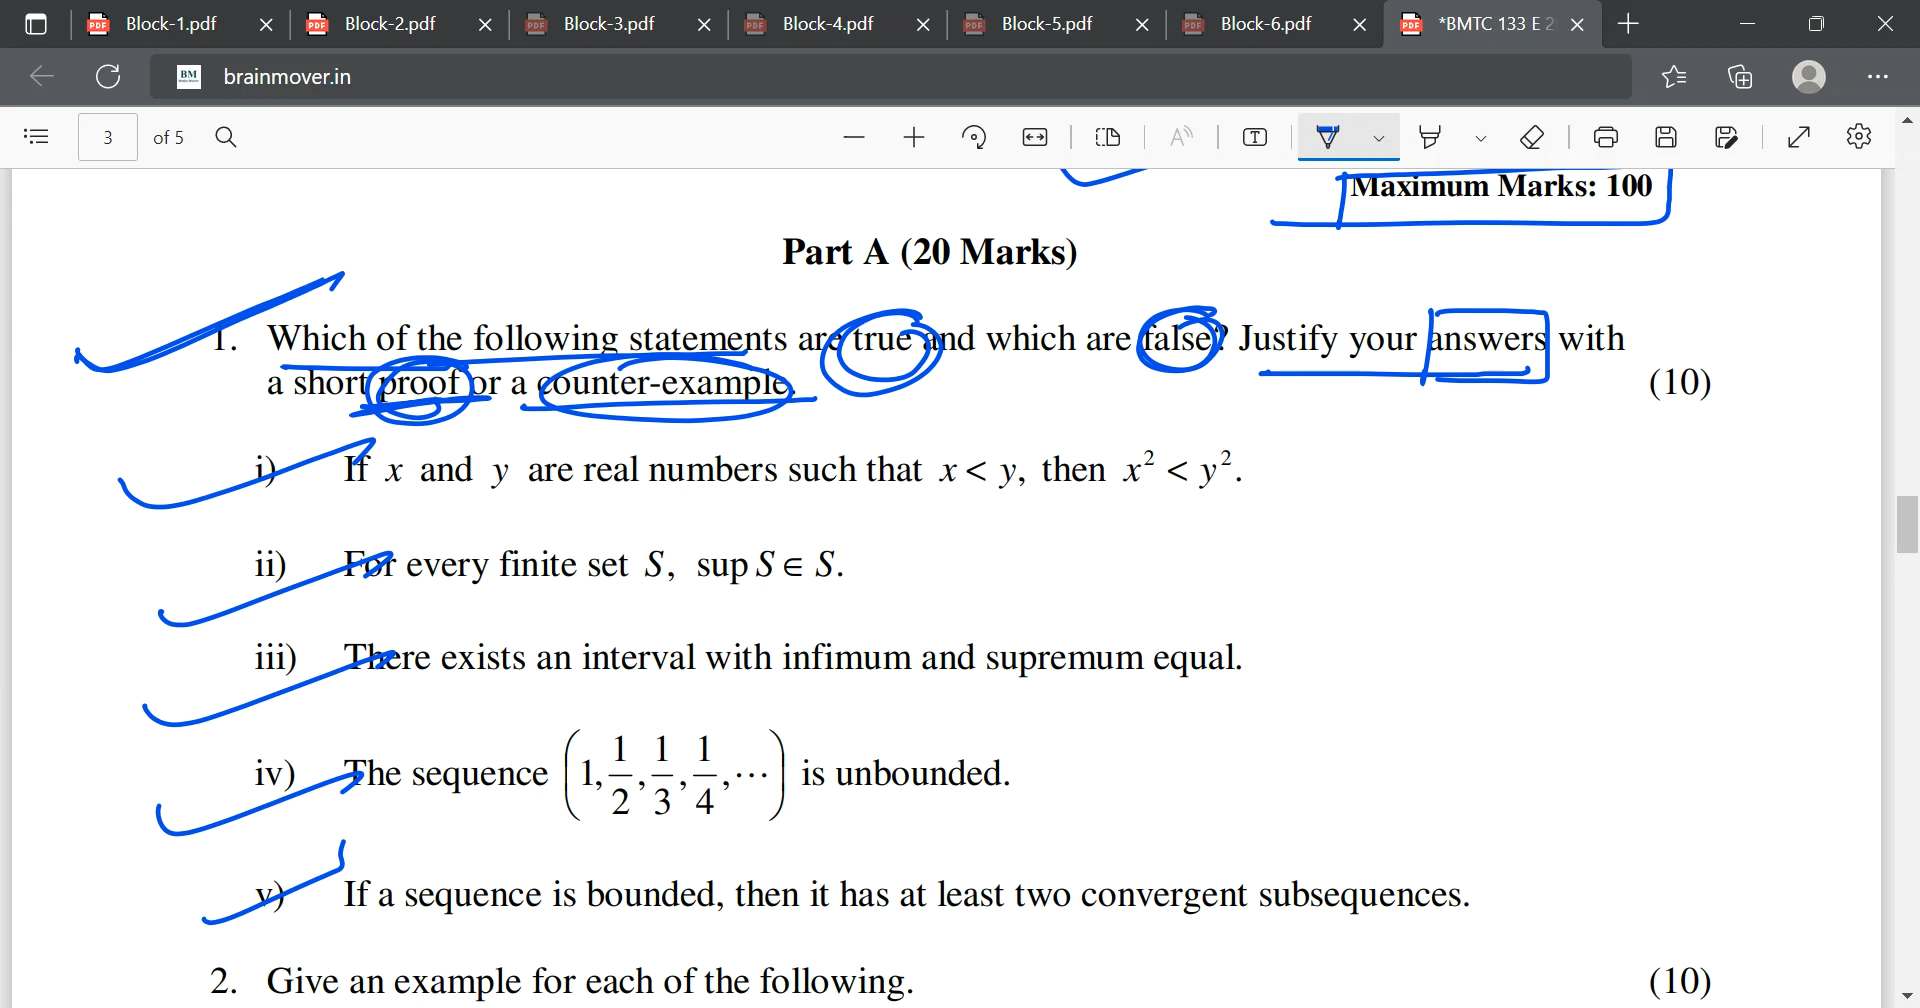 Block-1.pdf Block-2.pdf Block-3.pdf Block-4.pdf Block-5.pdf Block-6.pdf *BMTC 133 E 2
BM brainmover.in
3 of 5
Maximum Marks: 100
Part A (20 Marks)
1. Which of the following statements are true and which are false? Justify your answers with
a short proof or a counter-example. (10)
i) If x and y are real numbers such that x < y, then x² < y².
ii) For every finite set S, sup S ∈ S.
iii) There exists an interval with infimum and supremum equal.
iv) The sequence (1, 1/2, 1/3, 1/4, ⋯) is unbounded.
v) If a sequence is bounded, then it has at least two convergent subsequences.
2. Give an example for each of the following. (10)